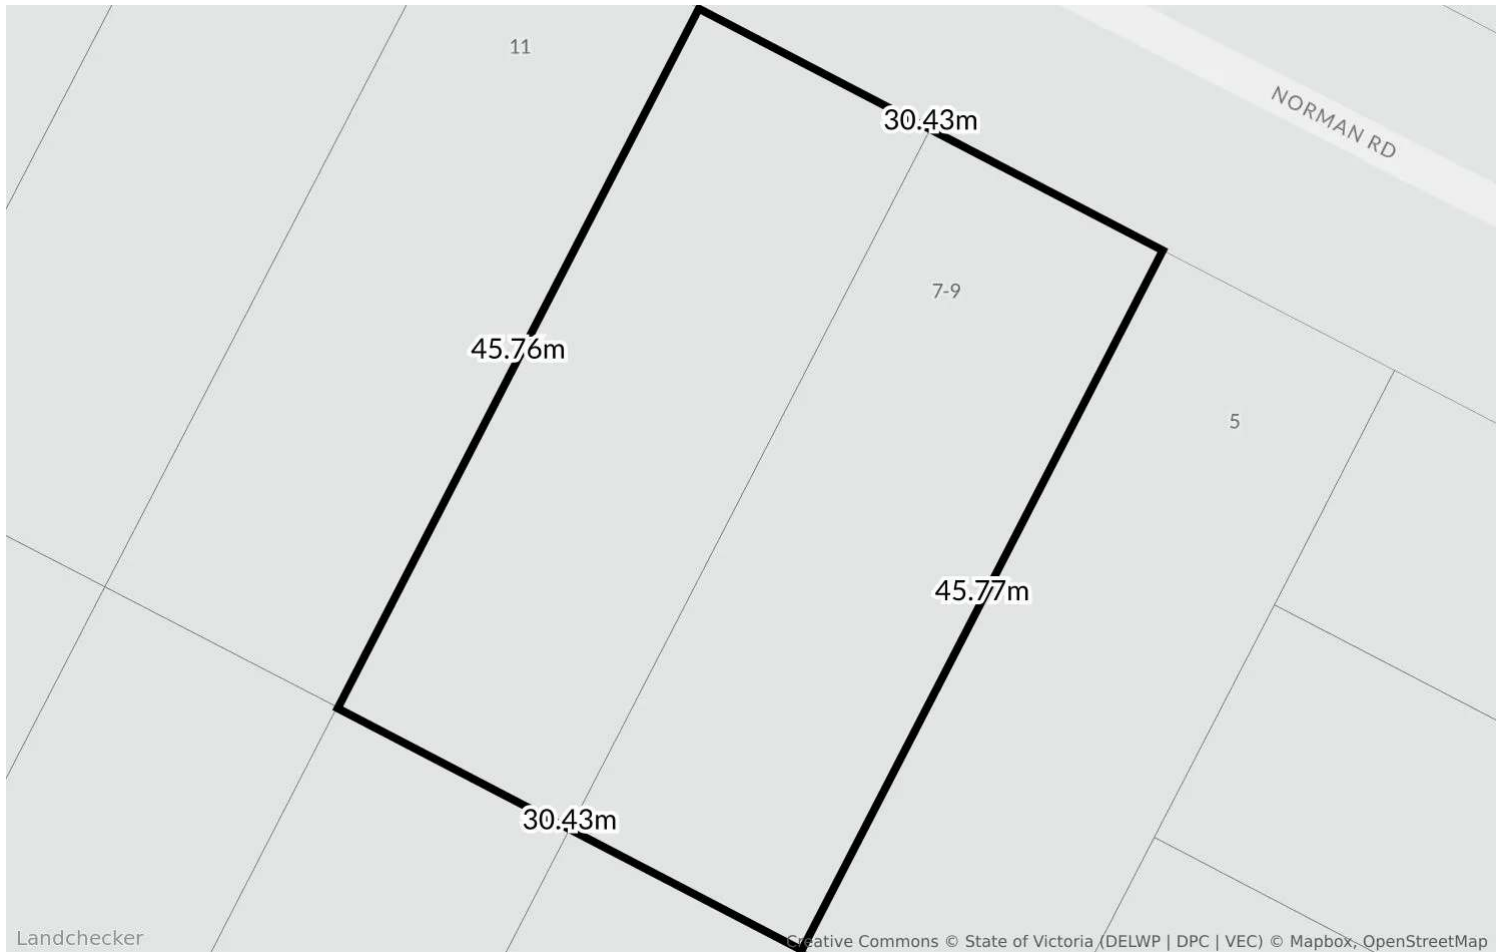 11
30.43m
NORMAN RD
7-9
45.76m
5
45.77m
30.43m
Landchecker
Creative Commons © State of Victoria (DELWP | DPC | VEC) © Mapbox, OpenStreetMap